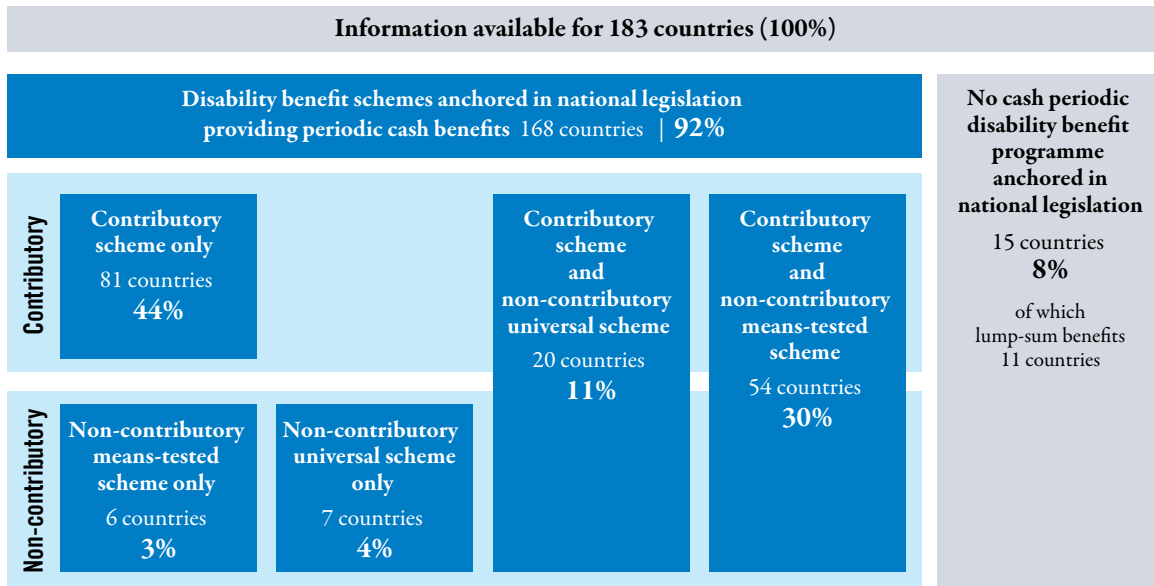 Information available for 183 countries (100%)
Disability benefit schemes anchored in national legislation
providing periodic cash benefits 168 countries | 92%
No cash periodic
disability benefit
programme
anchored in
national legislation
15 countries
8%
of which
lump-sum benefits
11 countries
Contributory
Contributory
scheme only
81 countries
44%
Contributory
scheme
and
non-contributory
universal scheme
20 countries
11%
Contributory
scheme
and
non-contributory
means-tested
scheme
54 countries
30%
Non-contributory
Non-contributory
means-tested
scheme only
6 countries
3%
Non-contributory
universal scheme
only
7 countries
4%